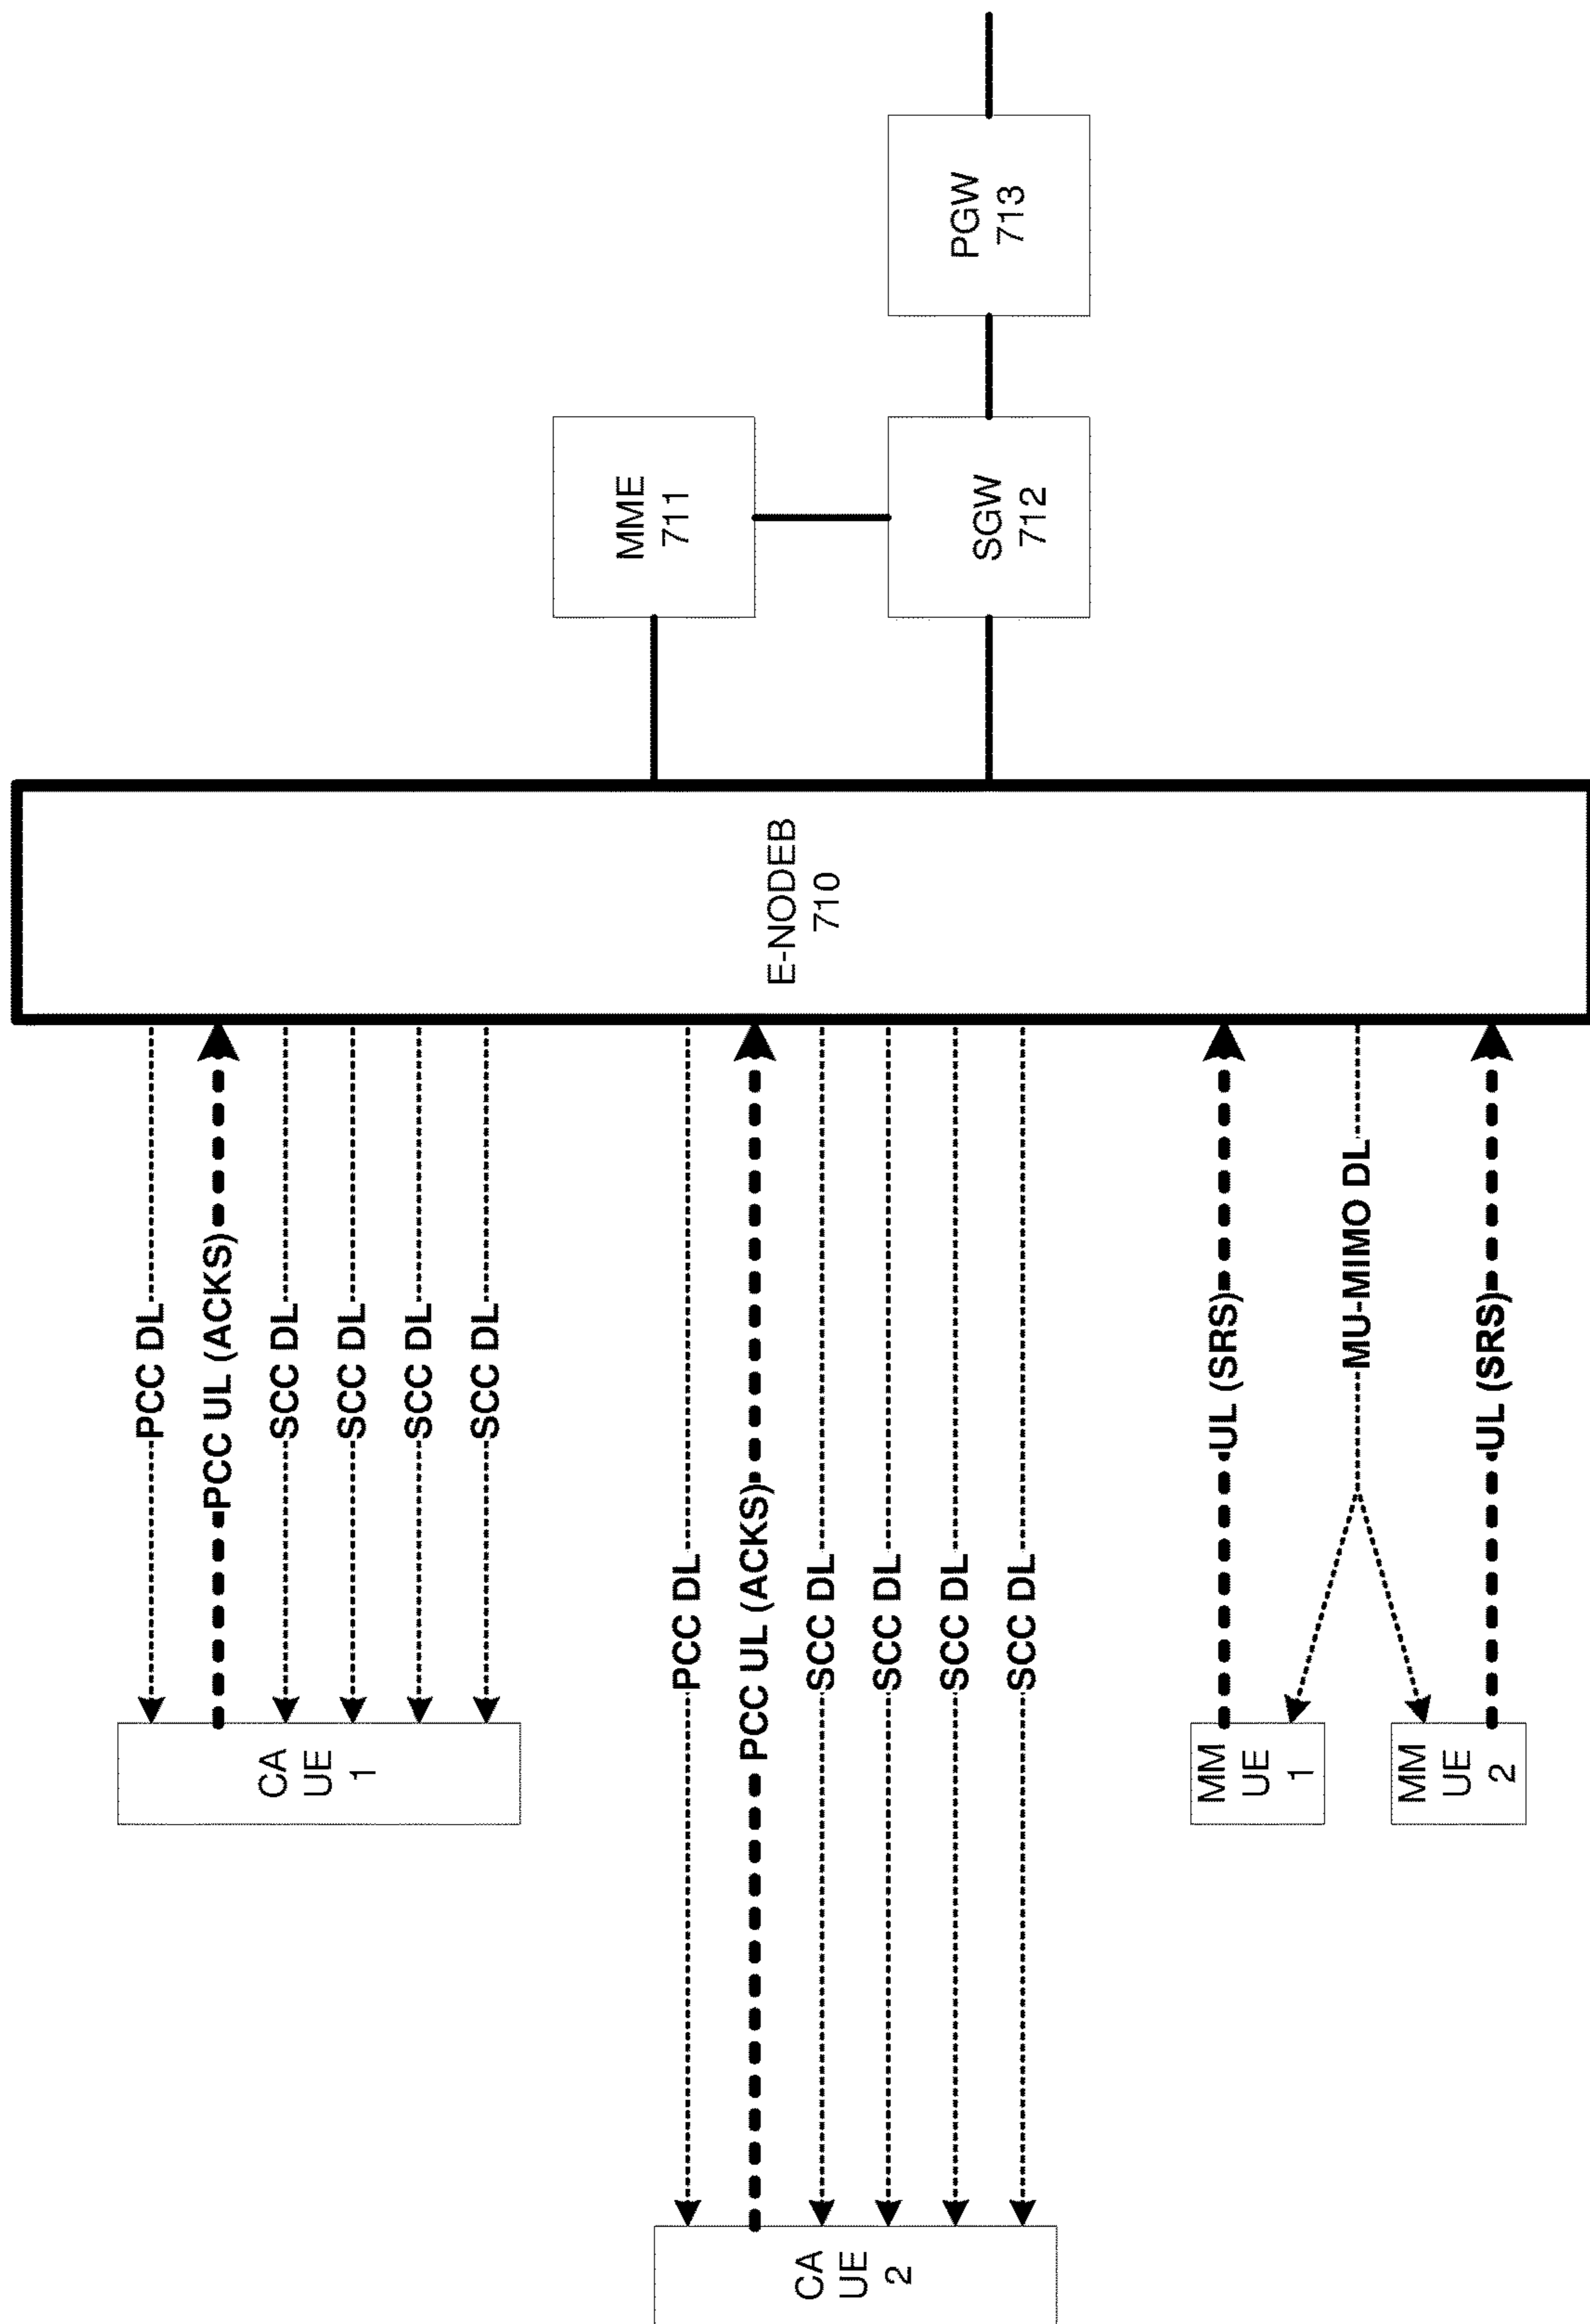 CA
UE
1
PCC DL
PCC UL (ACKS)
SCC DL
SCC DL
SCC DL
SCC DL
CA
UE
2
PCC DL
PCC UL (ACKS)
SCC DL
SCC DL
SCC DL
SCC DL
MM
UE
1
UL (SRS)
MU-MIMO DL
MM
UE
2
UL (SRS)
E-NODEB
710
MME
711
SGW
712
PGW
713